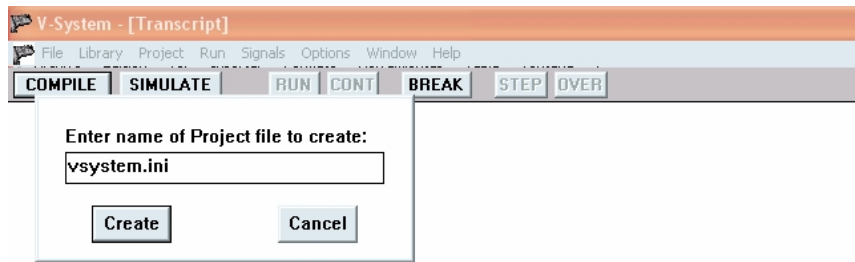 V-System - [Transcript]
File Library Project Run Signals Options Window Help
COMPILE SIMULATE RUN CONT BREAK STEP OVER
Enter name of Project file to create:
vsystem.ini
Create Cancel